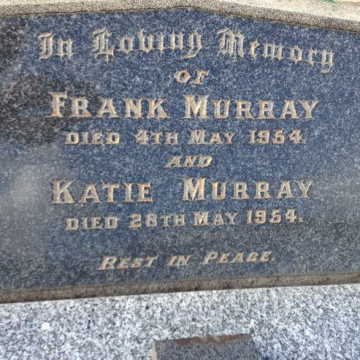 In Loving Memory
OF
FRANK MURRAY
DIED 4TH MAY 1954.
AND
KATIE MURRAY
DIED 28TH MAY 1954.
REST IN PEACE.